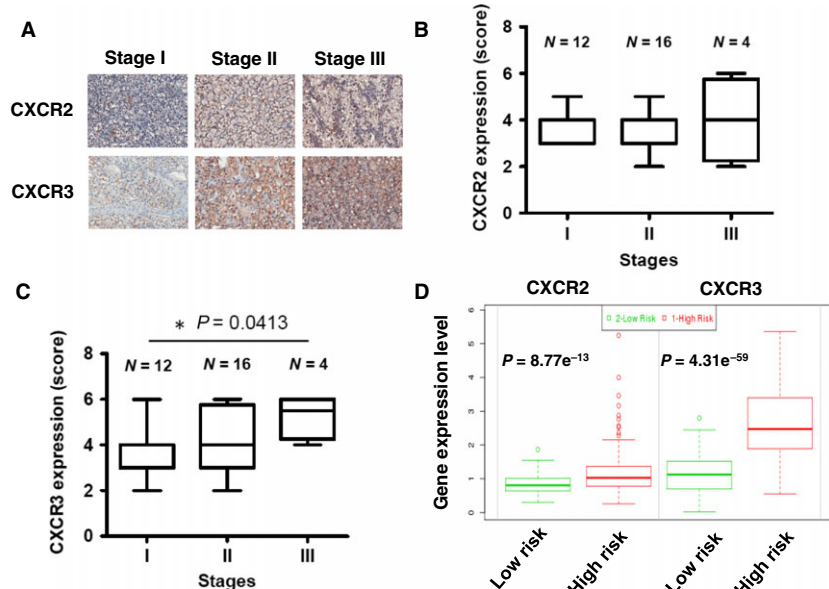 A
Stage I Stage II Stage III
CXCR2
CXCR3
B
CXCR2 expression (score)
8
6
4
2
0
N = 12 N = 16 N = 4
I II III
Stages
C
CXCR3 expression (score)
* P = 0.0413
8
6
4
2
0
N = 12 N = 16 N = 4
I II III
Stages
D
CXCR2 CXCR3
2-Low Risk 1-High Risk
P = 8.77e–13 P = 4.31e–59
Gene expression level
6
5
4
3
2
1
0
Low risk High risk Low risk High risk